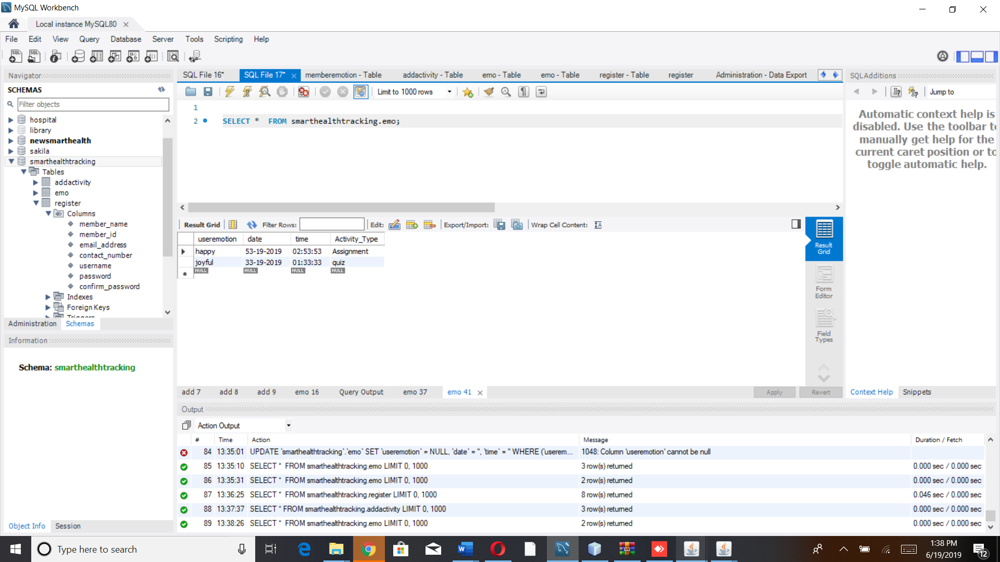 MySQL Workbench
Local instance MySQL80
File Edit View Query Database Server Tools Scripting Help
Navigator
SCHEMAS
Filter objects
hospital
library
newsmarthealth
sakila
smarthealthtracking
Tables
addactivity
emo
register
Columns
member_name
member_id
email_address
contact_number
username
password
confirm_password
Indexes
Foreign Keys
Triggers
Administration Schemas
Information
Schema: smarthealthtracking
Object Info Session
SQL File 16* SQL File 17* memberemotion - Table addactivity - Table emo - Table emo - Table register - Table register Administration - Data Export
Limit to 1000 rows
1
2 SELECT * FROM smarthealthtracking.emo;
Result Grid Filter Rows: Edit: Export/Import: Wrap Cell Content:
useremotion date time Activity_Type
happy 53-19-2019 02:53:53 Assignment
joyful 33-19-2019 01:33:33 quiz
NULL NULL NULL NULL
Result Grid
Form Editor
Field Types
add 7 add 8 add 9 emo 16 Query Output emo 37 emo 41
Apply Revert
SQLAdditions
Jump to
Automatic context help is
disabled. Use the toolbar to
manually get help for the
current caret position or to
toggle automatic help.
Context Help Snippets
Output
Action Output
# Time Action Message Duration / Fetch
84 13:35:01 UPDATE `smarthealthtracking`.`emo` SET `useremotion` = NULL, `date` = '', `time` = '' WHERE (`userem... 1048: Column 'useremotion' cannot be null
85 13:35:10 SELECT * FROM smarthealthtracking.emo LIMIT 0, 1000 3 row(s) returned 0.000 sec / 0.000 sec
86 13:35:31 SELECT * FROM smarthealthtracking.emo LIMIT 0, 1000 2 row(s) returned 0.000 sec / 0.000 sec
87 13:36:25 SELECT * FROM smarthealthtracking.register LIMIT 0, 1000 8 row(s) returned 0.046 sec / 0.000 sec
88 13:37:37 SELECT * FROM smarthealthtracking.addactivity LIMIT 0, 1000 3 row(s) returned 0.000 sec / 0.000 sec
89 13:38:26 SELECT * FROM smarthealthtracking.emo LIMIT 0, 1000 2 row(s) returned 0.000 sec / 0.000 sec
Type here to search
1:38 PM
6/19/2019
12